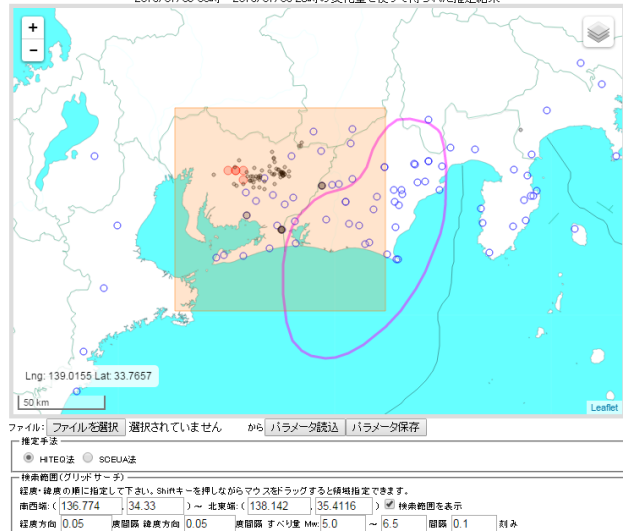 +
-
Lng: 139.0155 Lat: 33.7657
50 km
Leaflet
ファイル: ファイルを選択 選択されていません から パラメータ読込 パラメータ保存
推定手法
HITEQ法 SCEUA法
検索範囲(グリッドサーチ)
経度・緯度の順に指定して下さい。Shiftキーを押しながらマウスをドラッグすると領域指定できます。
南西端: ( 136.774 , 34.33 ) ~ 北東端: ( 138.142 , 35.4116 ) 検索範囲を表示
経度方向 0.05 度間隔 緯度方向 0.05 度間隔 すべり量 Mw: 5.0 ~ 6.5 間隔 0.1 刻み